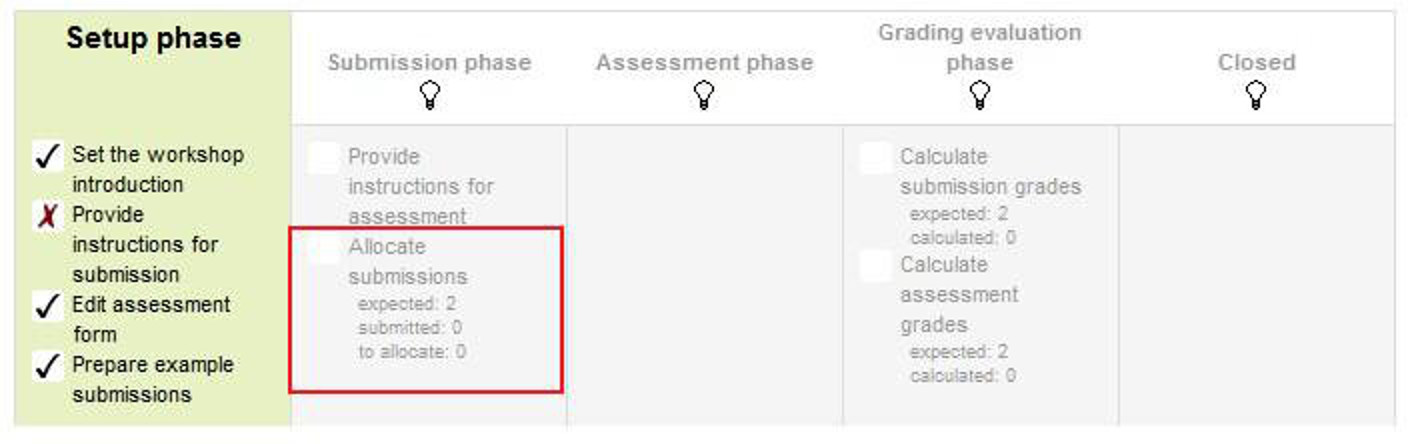 Setup phase
Submission phase
Assessment phase
Grading evaluation
phase
Closed
Set the workshop
introduction
Provide
instructions for
submission
Edit assessment
form
Prepare example
submissions
Provide
instructions for
assessment
Allocate
submissions
expected: 2
submitted: 0
to allocate: 0
Calculate
submission grades
expected: 2
calculated: 0
Calculate
assessment
grades
expected: 2
calculated: 0